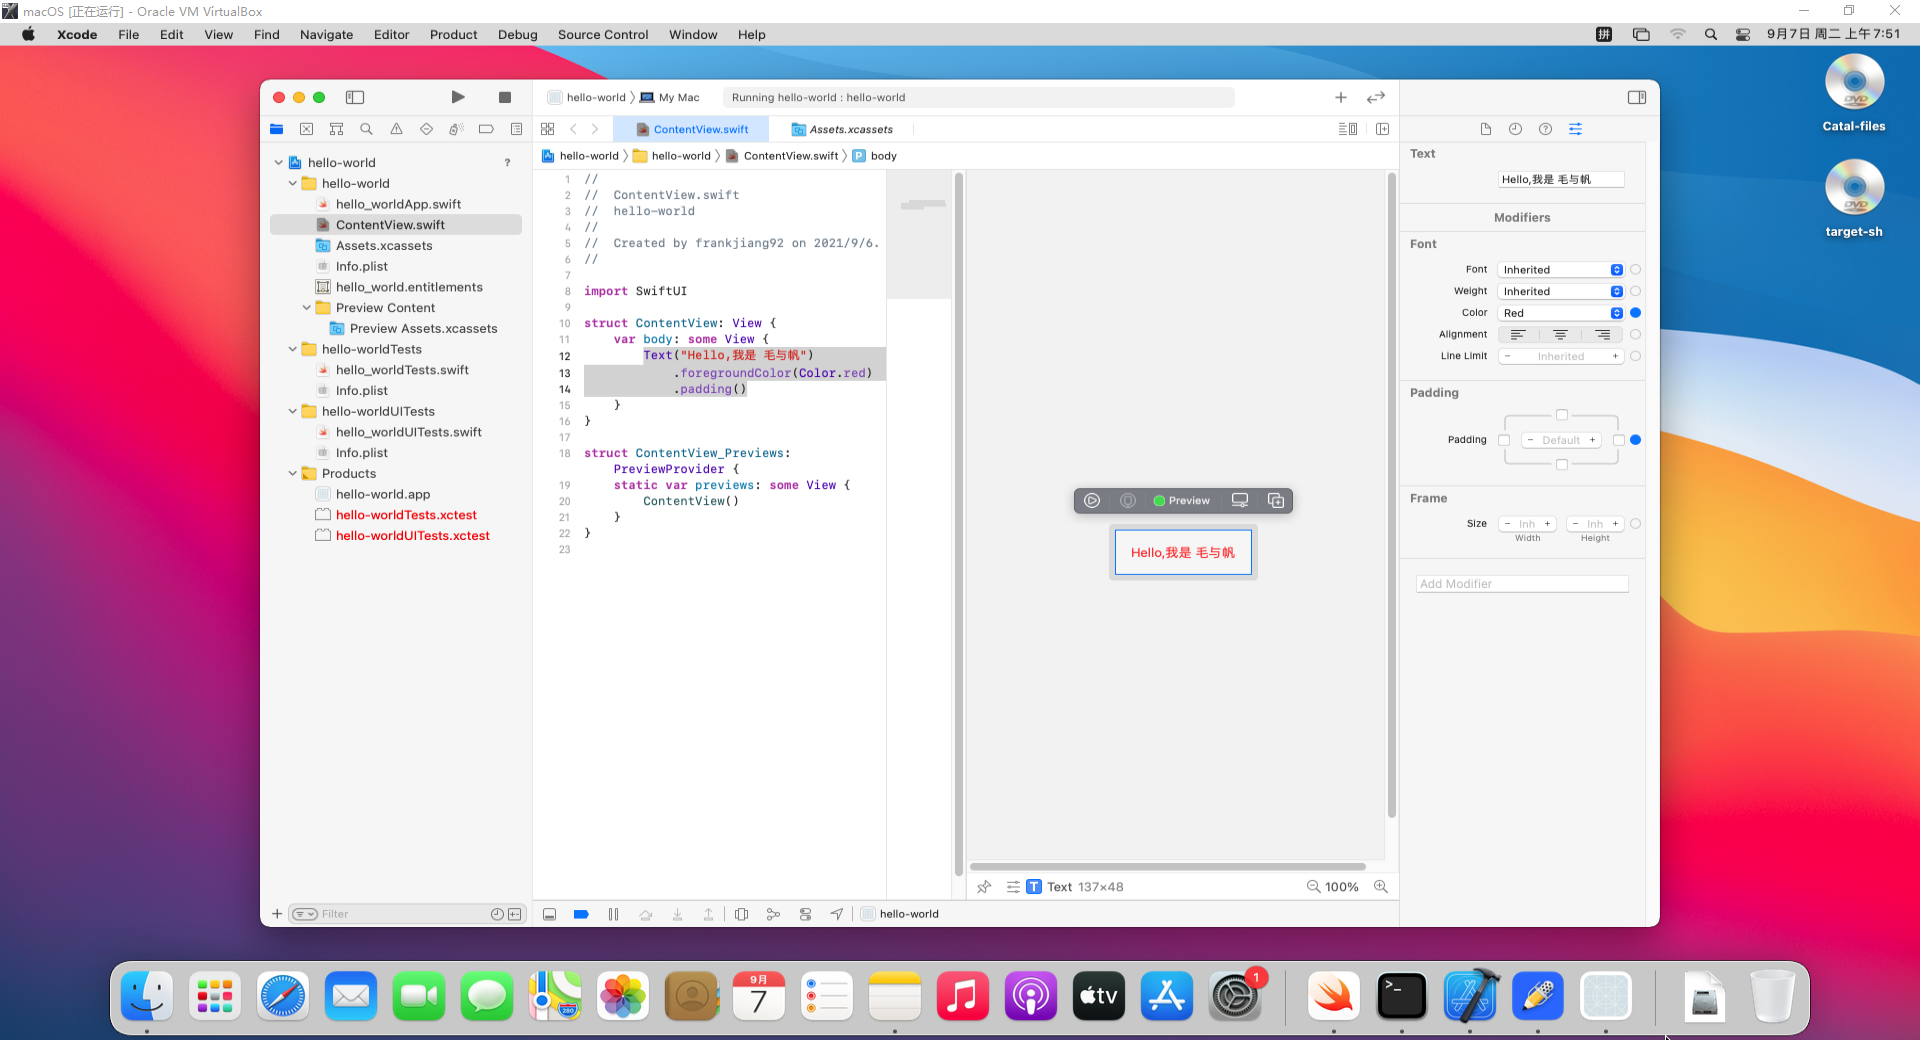 macOS [正在运行] - Oracle VM VirtualBox
Xcode File Edit View Find Navigate Editor Product Debug Source Control Window Help
拼 9月7日 周二 上午7:51
hello-world 〉 My Mac
Running hello-world : hello-world
ContentView.swift
Assets.xcassets
hello-world 〉 hello-world 〉 ContentView.swift 〉 P body
hello-world ?
hello-world
hello_worldApp.swift
ContentView.swift
Assets.xcassets
Info.plist
hello_world.entitlements
Preview Content
Preview Assets.xcassets
hello-worldTests
hello_worldTests.swift
Info.plist
hello-worldUITests
hello_worldUITests.swift
Info.plist
Products
hello-world.app
hello-worldTests.xctest
hello-worldUITests.xctest
Filter
1 //
2 //  ContentView.swift
3 //  hello-world
4 //
5 //  Created by frankjiang92 on 2021/9/6.
6 //
7
8 import SwiftUI
9
10 struct ContentView: View {
11     var body: some View {
12         Text("Hello,我是 毛与帆")
13             .foregroundColor(Color.red)
14             .padding()
15     }
16 }
17
18 struct ContentView_Previews:
    PreviewProvider {
19     static var previews: some View {
20         ContentView()
21     }
22 }
23
Preview
Hello,我是 毛与帆
T Text 137×48
100%
hello-world
Text
Hello,我是 毛与帆
Modifiers
Font
Font Inherited
Weight Inherited
Color Red
Alignment
Line Limit − Inherited +
Padding
Padding − Default +
Frame
Size − Inh + − Inh +
Width Height
Add Modifier
DVD
Catal-files
DVD
target-sh
280
9月
7
tv
1
>_